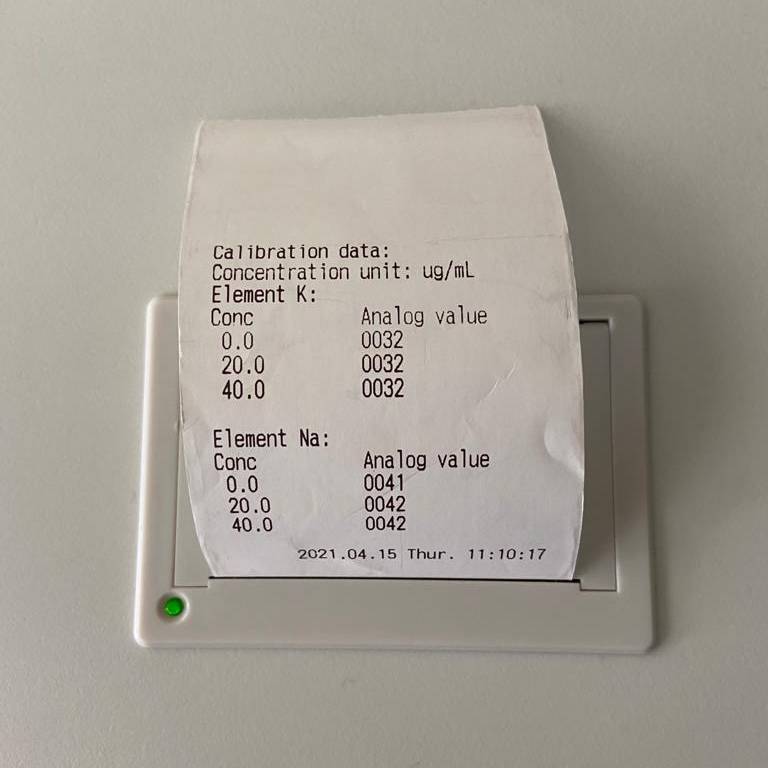 Calibration data:
Concentration unit: ug/mL
Element K:
Conc Analog value
0.0 0032
20.0 0032
40.0 0032
Element Na:
Conc Analog value
0.0 0041
20.0 0042
40.0 0042
2021.04.15 Thur. 11:10:17